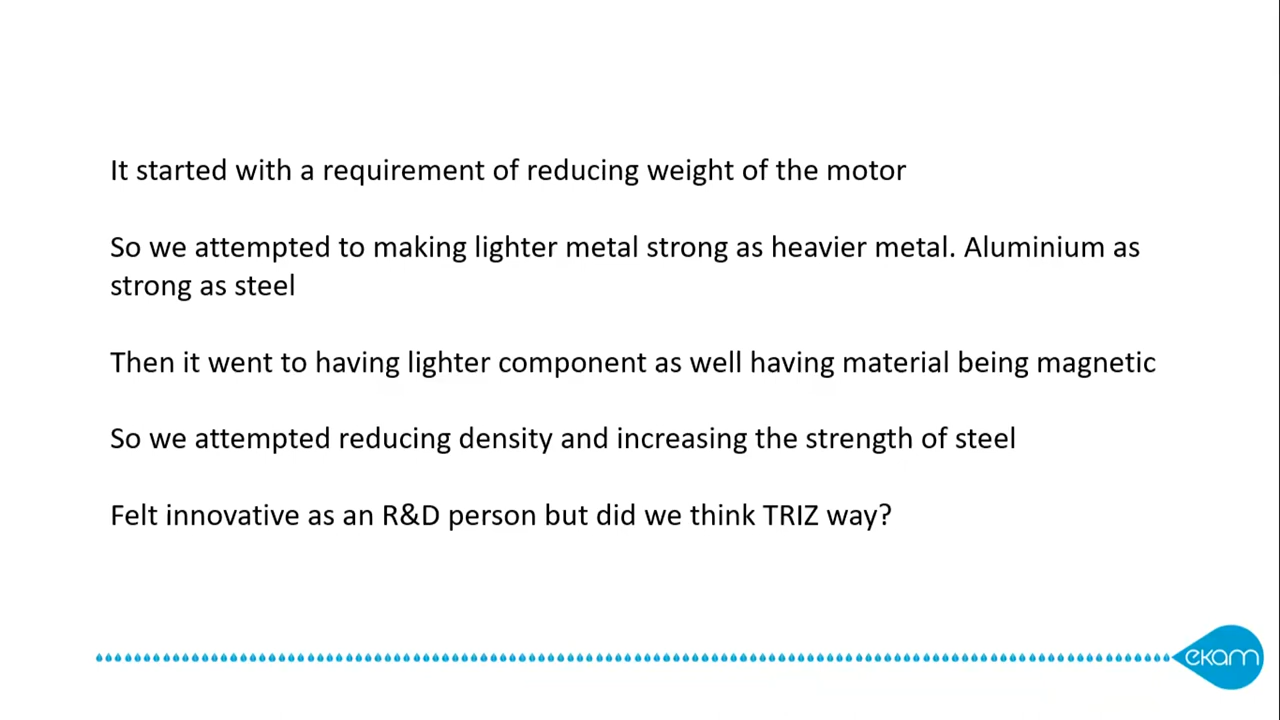 It started with a requirement of reducing weight of the motor
So we attempted to making lighter metal strong as heavier metal. Aluminium as
strong as steel
Then it went to having lighter component as well having material being magnetic
So we attempted reducing density and increasing the strength of steel
Felt innovative as an R&D person but did we think TRIZ way?
ekam